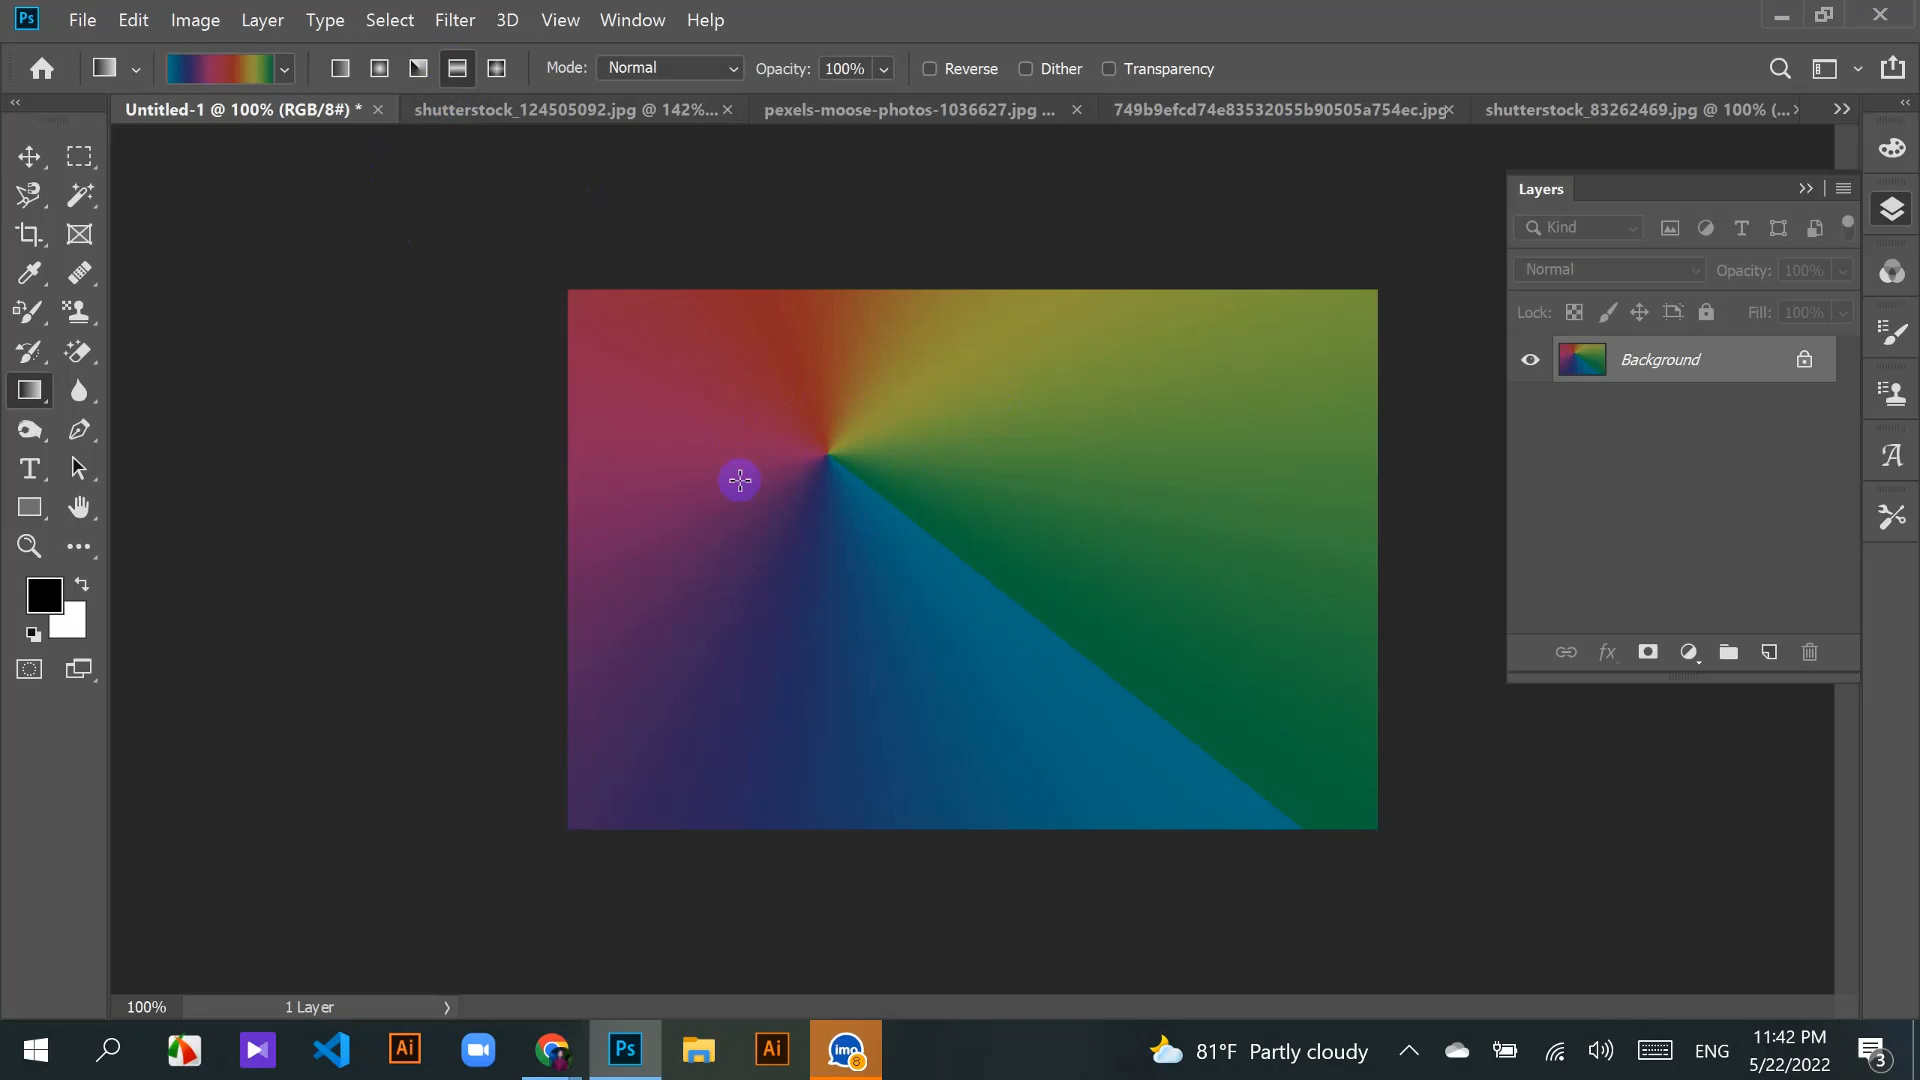 Ps File Edit Image Layer Type Select Filter 3D View Window Help
Mode: Normal Opacity: 100% Reverse Dither Transparency
Untitled-1 @ 100% (RGB/8#) * shutterstock_124505092.jpg @ 142%... pexels-moose-photos-1036627.jpg ... 749b9efcd74e83532055b90505a754ec.jpg shutterstock_83262469.jpg @ 100% (...
Layers
Kind
Normal Opacity: 100%
Lock: Fill: 100%
Background
100% 1 Layer
Ai Ps Ai imo 8 81°F Partly cloudy ENG
11:42 PM
5/22/2022
3